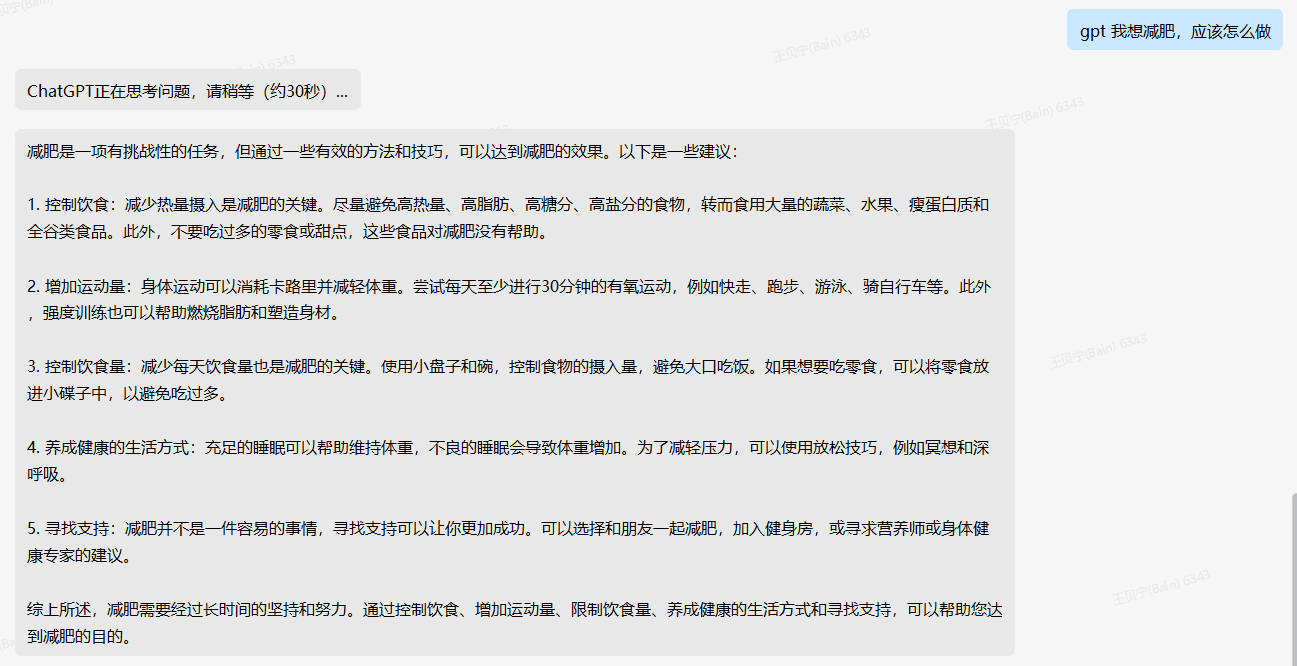 gpt 我想减肥，应该怎么做
王贝宁(Bain) 6343
ChatGPT正在思考问题，请稍等（约30秒）...
王贝宁(Bain) 6343
减肥是一项有挑战性的任务，但通过一些有效的方法和技巧，可以达到减肥的效果。以下是一些建议：
1. 控制饮食：减少热量摄入是减肥的关键。尽量避免高热量、高脂肪、高糖分、高盐分的食物，转而食用大量的蔬菜、水果、瘦蛋白质和
全谷类食品。此外，不要吃过多的零食或甜点，这些食品对减肥没有帮助。
2. 增加运动量：身体运动可以消耗卡路里并减轻体重。尝试每天至少进行30分钟的有氧运动，例如快走、跑步、游泳、骑自行车等。此外
，强度训练也可以帮助燃烧脂肪和塑造身材。
王贝宁(Bain) 6343
3. 控制饮食量：减少每天饮食量也是减肥的关键。使用小盘子和碗，控制食物的摄入量，避免大口吃饭。如果想要吃零食，可以将零食放
进小碟子中，以避免吃过多。
4. 养成健康的生活方式：充足的睡眠可以帮助维持体重，不良的睡眠会导致体重增加。为了减轻压力，可以使用放松技巧，例如冥想和深
呼吸。
5. 寻找支持：减肥并不是一件容易的事情，寻找支持可以让你更加成功。可以选择和朋友一起减肥，加入健身房，或寻求营养师或身体健
康专家的建议。
王贝宁(Bain) 6343
综上所述，减肥需要经过长时间的坚持和努力。通过控制饮食、增加运动量、限制饮食量、养成健康的生活方式和寻找支持，可以帮助您达
到减肥的目的。